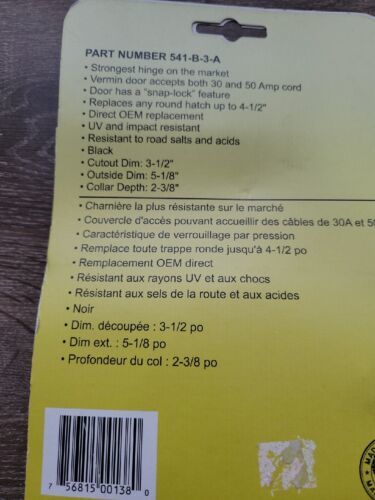 PART NUMBER 541-B-3-A
• Strongest hinge on the market
• Vermin door accepts both 30 and 50 Amp cord
• Door has a "snap-lock" feature
• Replaces any round hatch up to 4-1/2"
• Direct OEM replacement
• UV and impact resistant
• Resistant to road salts and acids
• Black
• Cutout Dim: 3-1/2"
• Outside Dim: 5-1/8"
• Collar Depth: 2-3/8"
• Charnière la plus résistante sur le marché
• Couvercle d'accès pouvant accueillir des câbles de 30A et 50
• Caractéristique de verrouillage par pression
• Remplace toute trappe ronde jusqu'à 4-1/2 po
• Remplacement OEM direct
• Résistant aux rayons UV et aux chocs
• Résistant aux sels de la route et aux acides
• Noir
• Dim. découpée : 3-1/2 po
• Dim ext. : 5-1/8 po
• Profondeur du col : 2-3/8 po
7 56815 00138 0